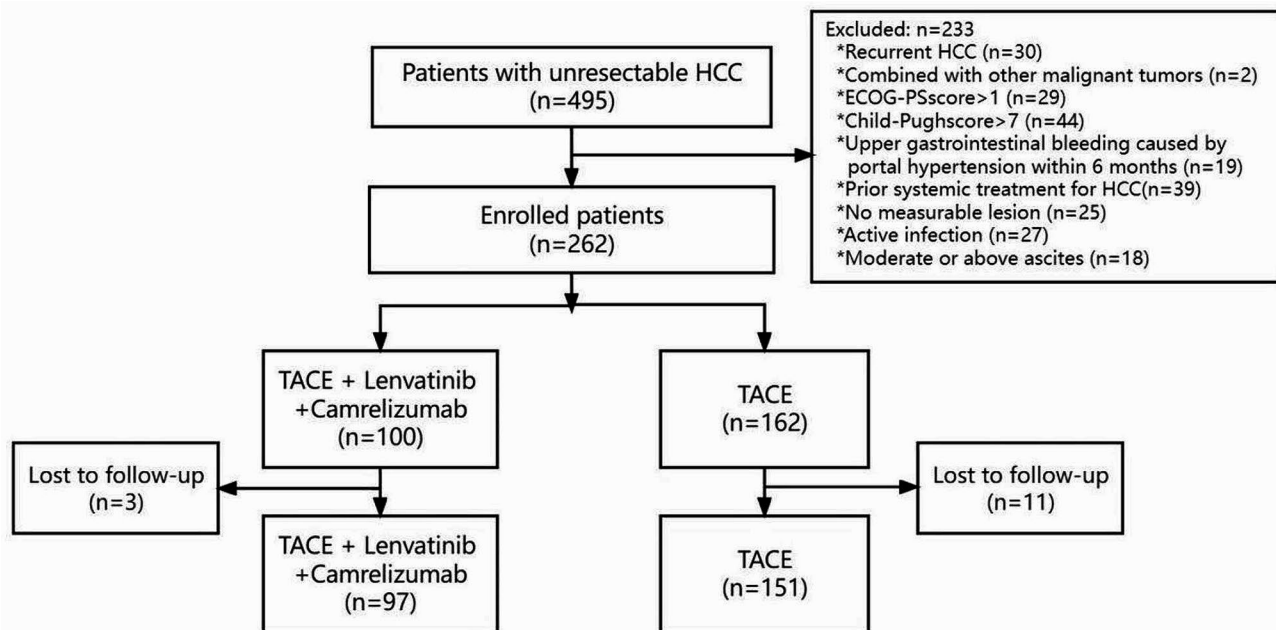 Patients with unresectable HCC
(n=495)
Excluded: n=233
*Recurrent HCC (n=30)
*Combined with other malignant tumors (n=2)
*ECOG-PSscore>1 (n=29)
*Child-Pughscore>7 (n=44)
*Upper gastrointestinal bleeding caused by
portal hypertension within 6 months (n=19)
*Prior systemic treatment for HCC(n=39)
*No measurable lesion (n=25)
*Active infection (n=27)
*Moderate or above ascites (n=18)
Enrolled patients
(n=262)
TACE + Lenvatinib
+Camrelizumab
(n=100)
TACE
(n=162)
Lost to follow-up
(n=3)
Lost to follow-up
(n=11)
TACE + Lenvatinib
+Camrelizumab
(n=97)
TACE
(n=151)